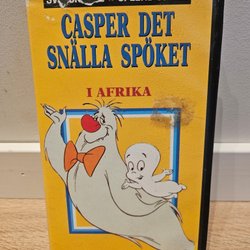 CASPER DET
SNÄLLA SPÖKET
I AFRIKA